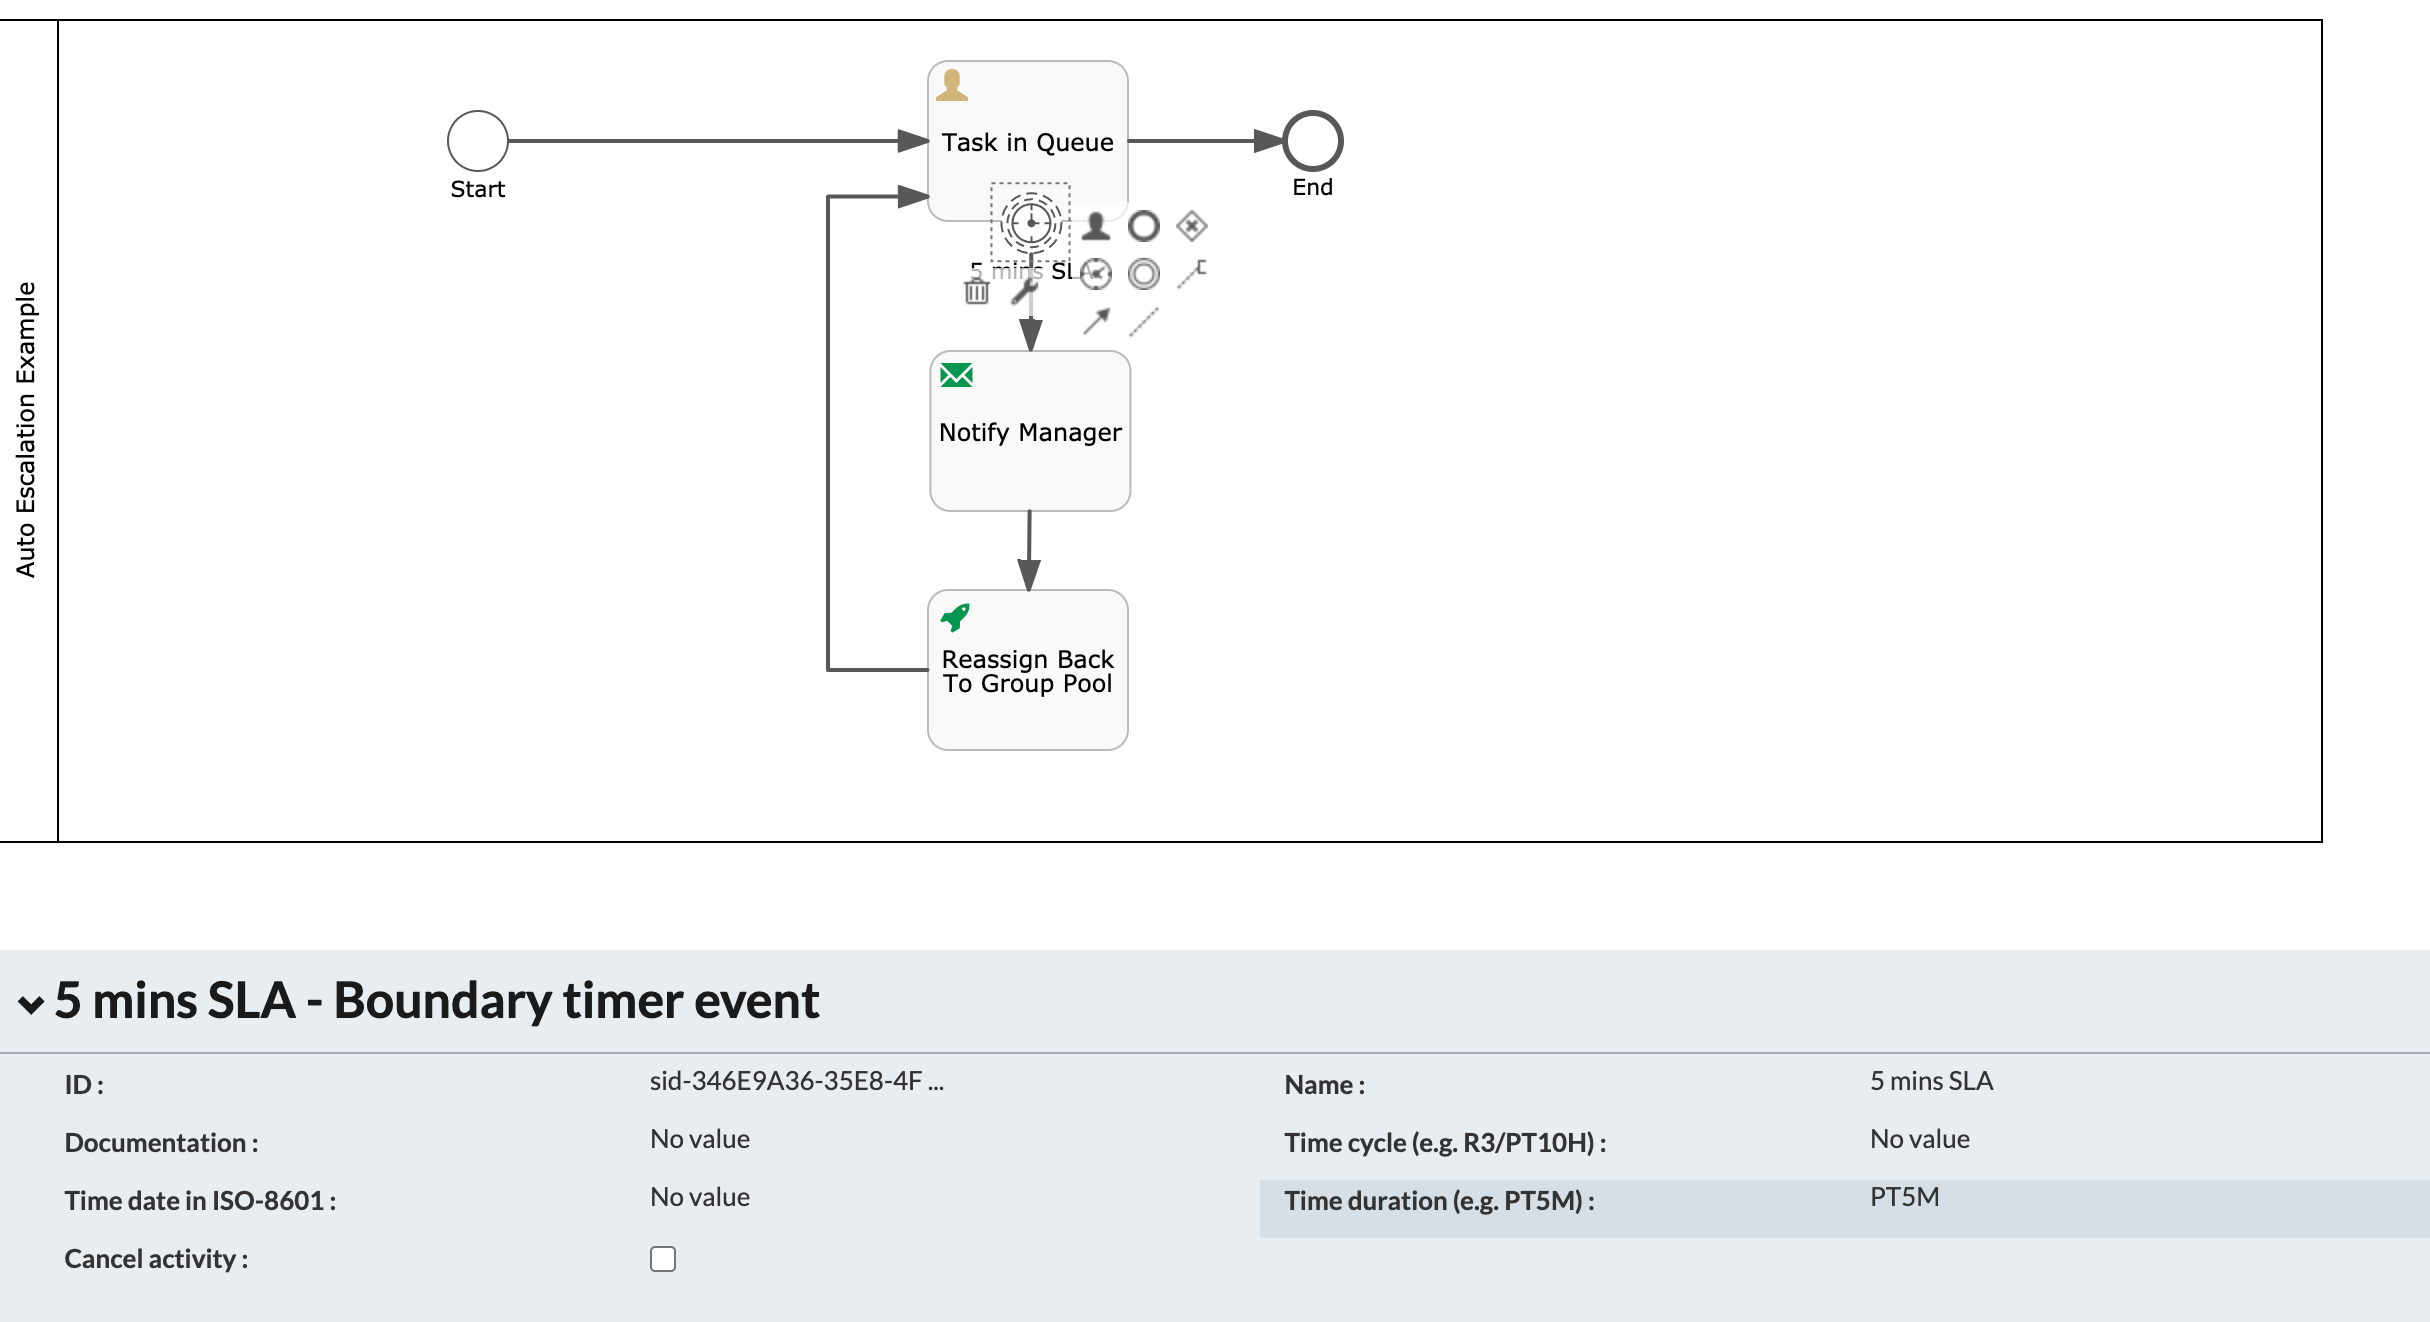 Auto Escalation Example
Task in Queue
Start
End
5 mins SLA
Notify Manager
Reassign Back
To Group Pool
5 mins SLA - Boundary timer event
ID :
sid-346E9A36-35E8-4F ...
Name :
5 mins SLA
Documentation :
No value
Time cycle (e.g. R3/PT10H) :
No value
Time date in ISO-8601 :
No value
Time duration (e.g. PT5M) :
PT5M
Cancel activity :